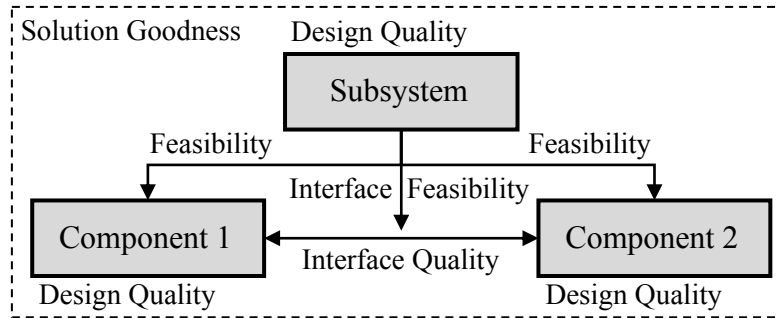 Solution Goodness
Design Quality
Subsystem
Feasibility
Feasibility
Interface Feasibility
Component 1
Component 2
Interface Quality
Design Quality
Design Quality